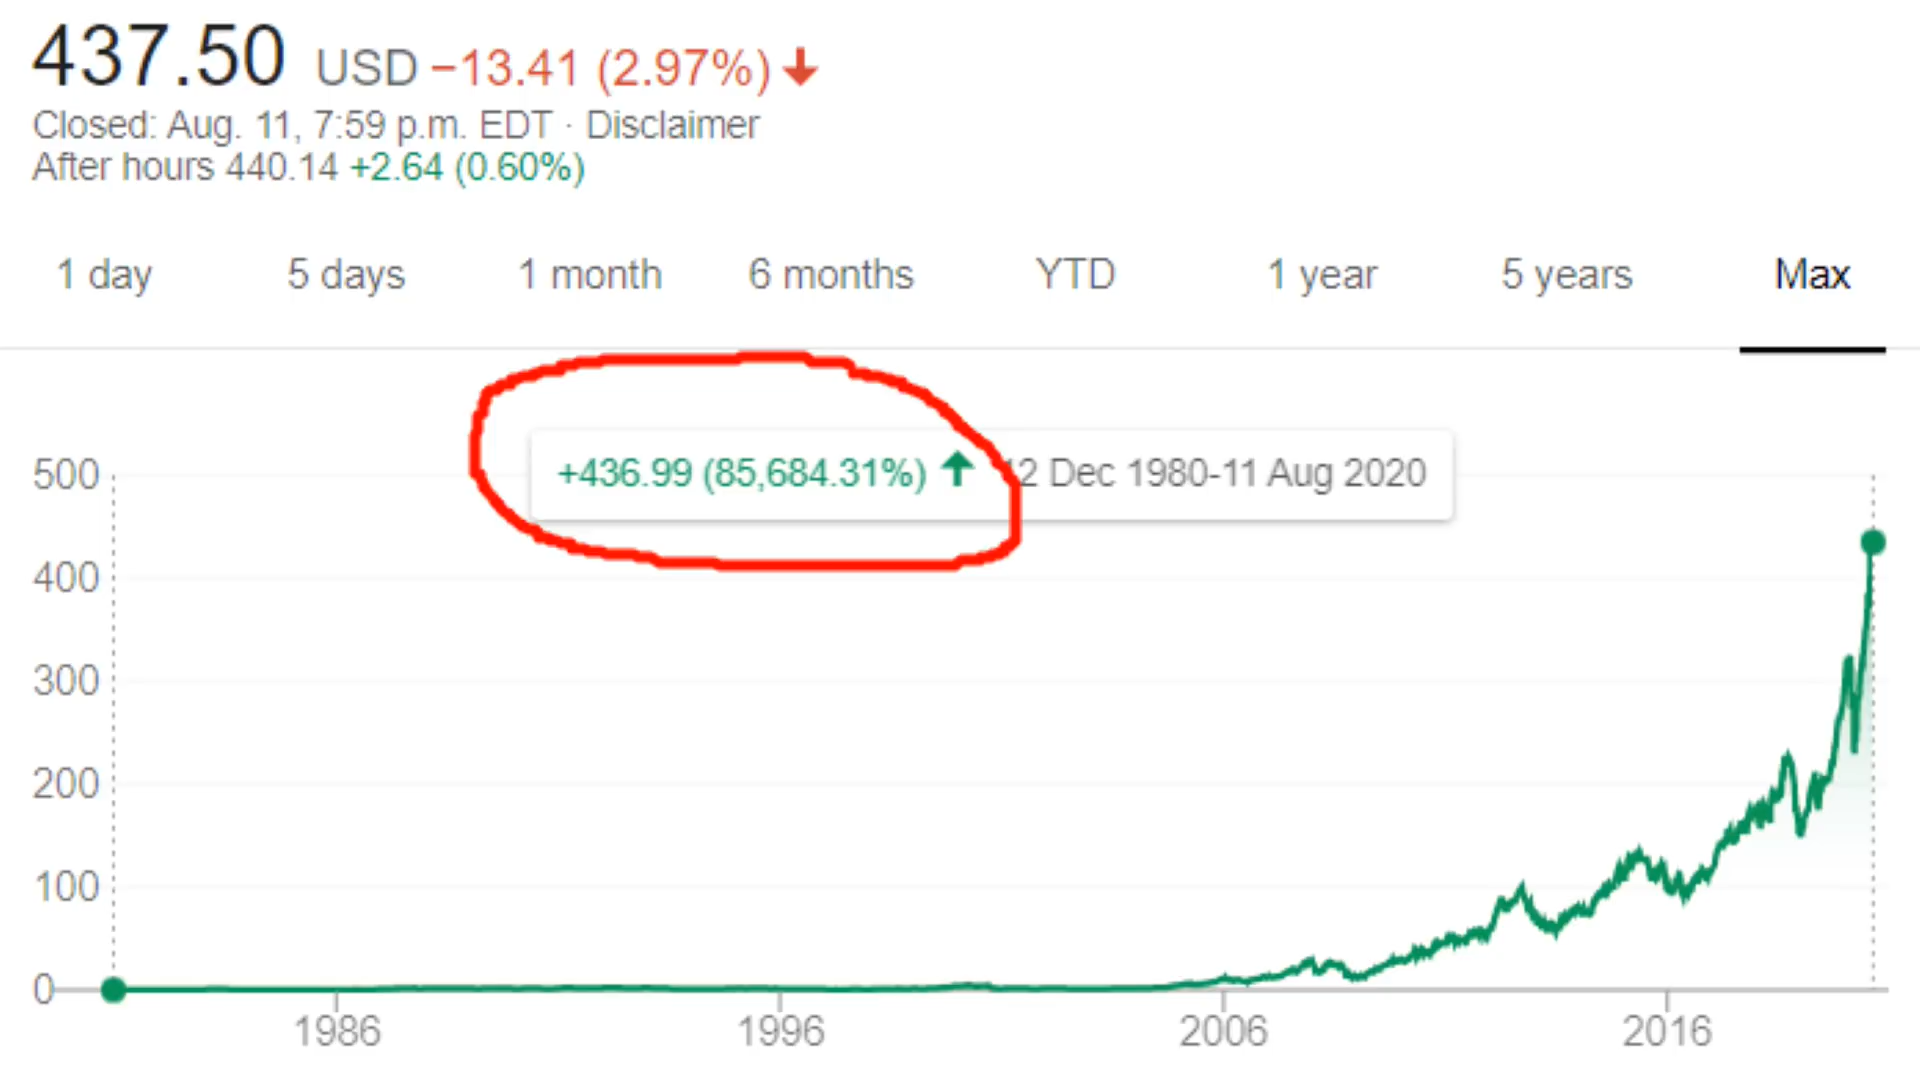 437.50 USD −13.41 (2.97%)
Closed: Aug. 11, 7:59 p.m. EDT · Disclaimer
After hours 440.14 +2.64 (0.60%)
1 day 5 days 1 month 6 months YTD 1 year 5 years Max
+436.99 (85,684.31%) 12 Dec 1980-11 Aug 2020
500
400
300
200
100
0
1986 1996 2006 2016